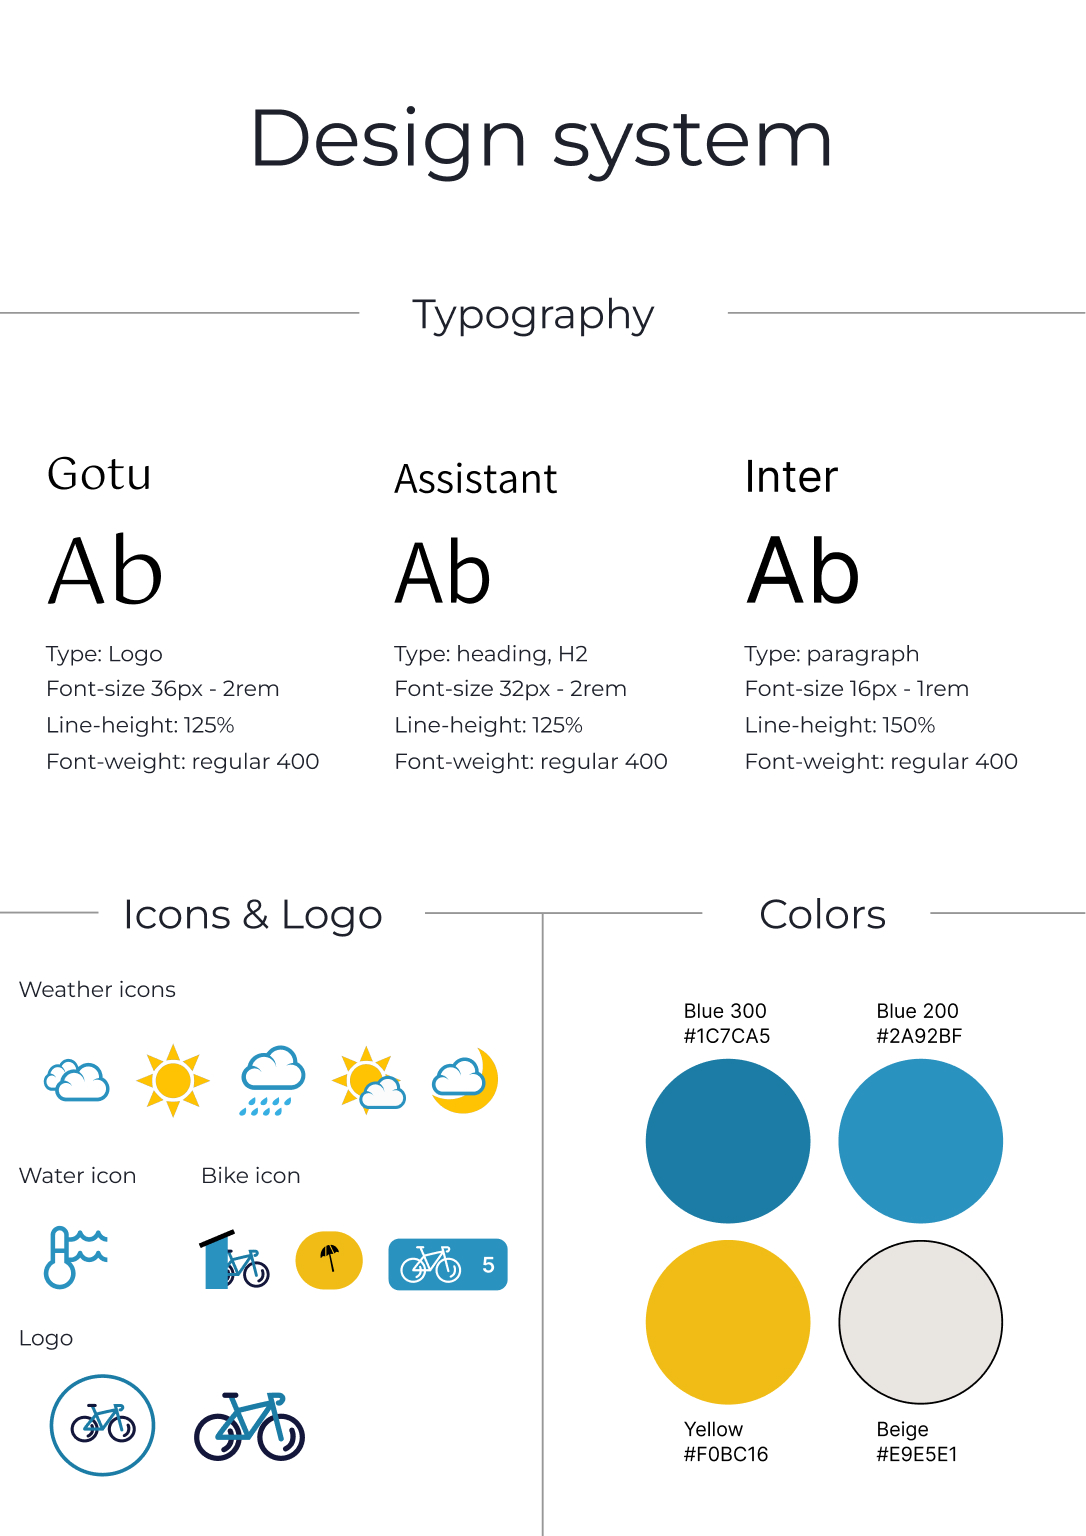 Design system
Typography
Gotu
Ab
Type: Logo
Font-size 36px - 2rem
Line-height: 125%
Font-weight: regular 400
Assistant
Ab
Type: heading, H2
Font-size 32px - 2rem
Line-height: 125%
Font-weight: regular 400
Inter
Ab
Type: paragraph
Font-size 16px - 1rem
Line-height: 150%
Font-weight: regular 400
Icons & Logo
Weather icons
Water icon
Bike icon
5
Logo
Colors
Blue 300
#1C7CA5
Blue 200
#2A92BF
Yellow
#F0BC16
Beige
#E9E5E1